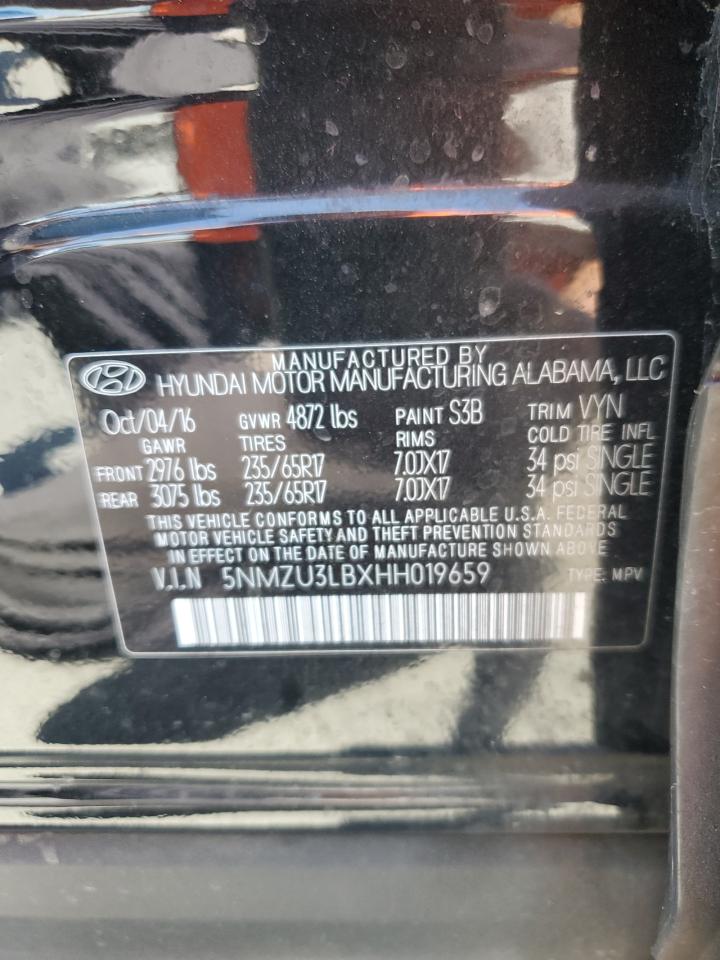 MANUFACTURED BY
HYUNDAI MOTOR MANUFACTURING ALABAMA, LLC
Oct/04/16 GVWR 4872 lbs PAINT S3B TRIM VYN
GAWR TIRES RIMS COLD TIRE INFL
FRONT 2976 lbs 235/65R17 7.0JX17 34 psi SINGLE
REAR 3075 lbs 235/65R17 7.0JX17 34 psi SINGLE
THIS VEHICLE CONFORMS TO ALL APPLICABLE U.S.A. FEDERAL
MOTOR VEHICLE SAFETY AND THEFT PREVENTION STANDARDS
IN EFFECT ON THE DATE OF MANUFACTURE SHOWN ABOVE.
V.I.N 5NMZU3LBXHH019659 TYPE: MPV